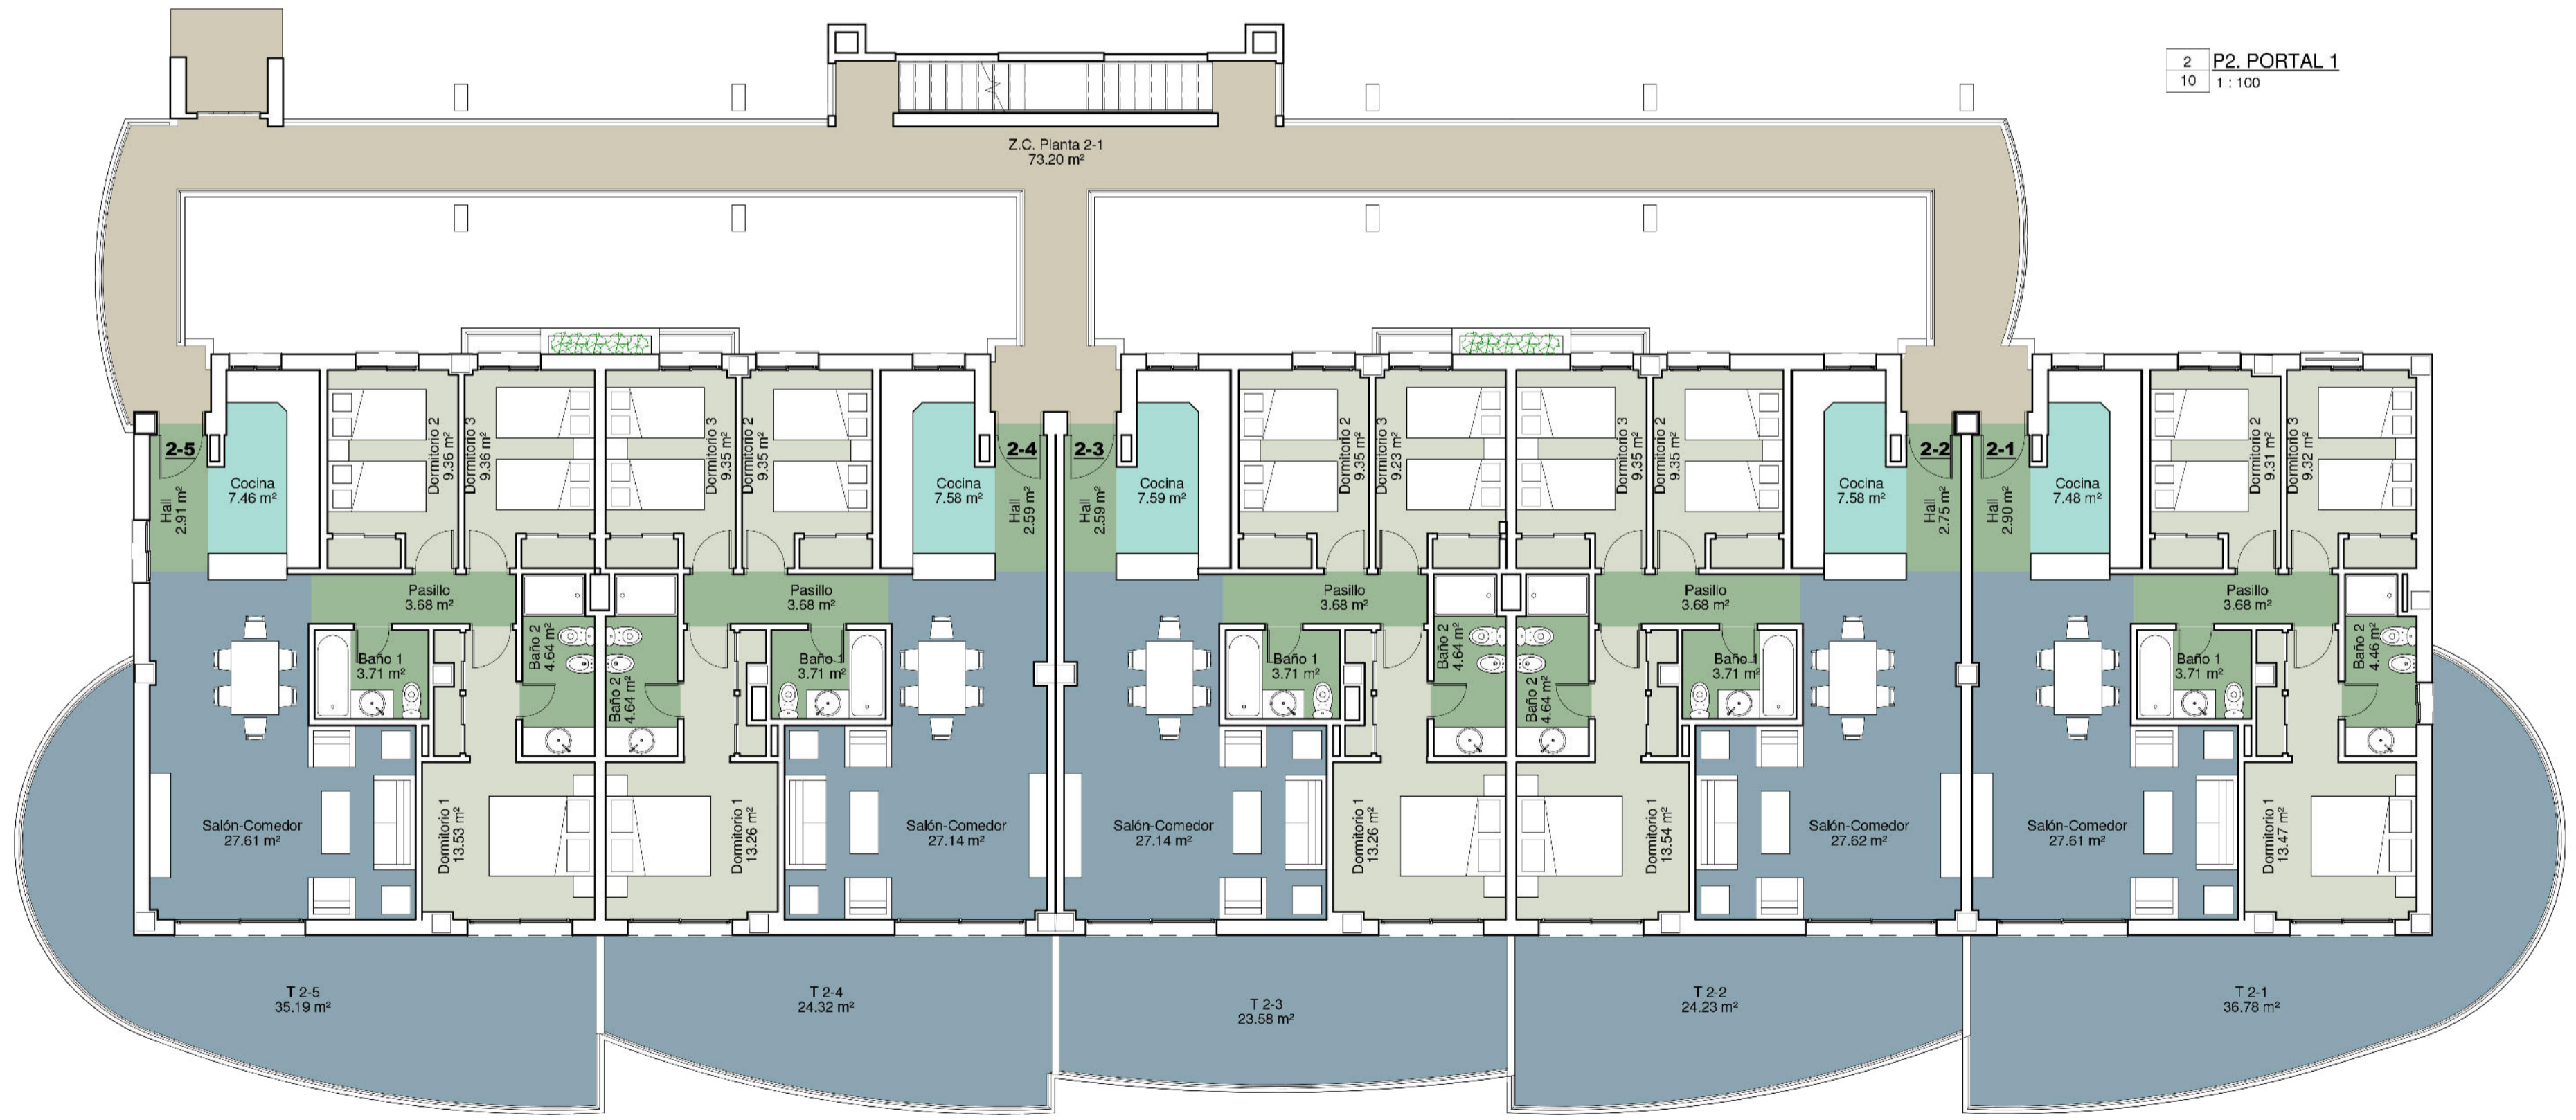 2
10
P2. PORTAL 1
1 : 100
Z.C. Planta 2-1
73.20 m²
2-5
Hall
2.91 m²
Cocina
7.46 m²
Dormitorio 2
9.36 m²
Dormitorio 3
9.36 m²
Pasillo
3.68 m²
Baño 1
3.71 m²
Baño 2
4.64 m²
Salón-Comedor
27.61 m²
Dormitorio 1
13.53 m²
T 2-5
35.19 m²
Dormitorio 3
9.35 m²
Dormitorio 2
9.35 m²
Cocina
7.58 m²
2-4
Hall
2.59 m²
Pasillo
3.68 m²
Baño 2
4.64 m²
Baño 1
3.71 m²
Dormitorio 1
13.26 m²
Salón-Comedor
27.14 m²
T 2-4
24.32 m²
2-3
Hall
2.59 m²
Cocina
7.59 m²
Dormitorio 2
9.35 m²
Dormitorio 3
9.23 m²
Pasillo
3.68 m²
Baño 1
3.71 m²
Baño 2
4.64 m²
Salón-Comedor
27.14 m²
Dormitorio 1
13.26 m²
T 2-3
23.58 m²
Dormitorio 3
9.35 m²
Dormitorio 2
9.35 m²
Cocina
7.58 m²
2-2
Hall
2.75 m²
Pasillo
3.68 m²
Baño 2
4.64 m²
Baño 1
3.71 m²
Dormitorio 1
13.54 m²
Salón-Comedor
27.62 m²
T 2-2
24.23 m²
2-1
Hall
2.90 m²
Cocina
7.48 m²
Dormitorio 2
9.31 m²
Dormitorio 3
9.32 m²
Pasillo
3.68 m²
Baño 1
3.71 m²
Baño 2
4.46 m²
Salón-Comedor
27.61 m²
Dormitorio 1
13.47 m²
T 2-1
36.78 m²